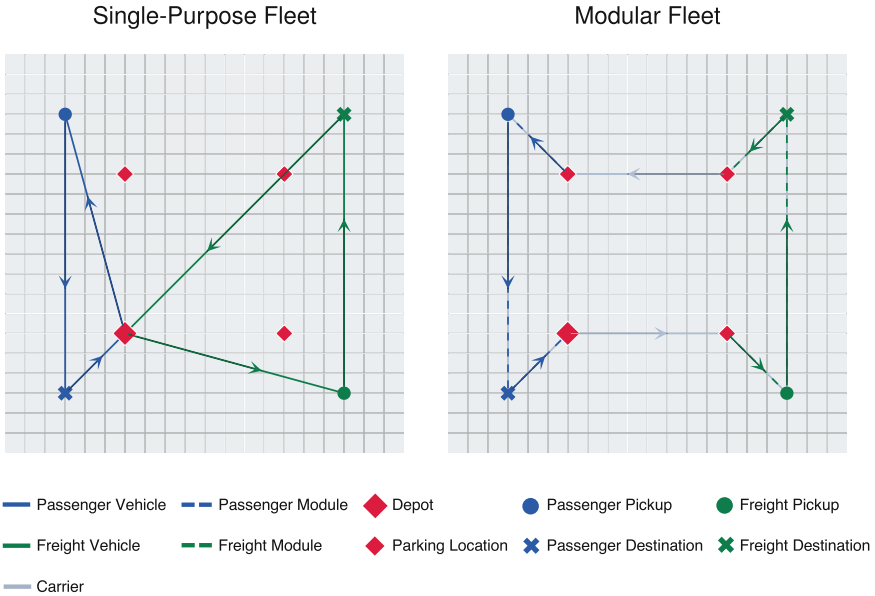 Single-Purpose Fleet
Modular Fleet
Passenger Vehicle
Passenger Module
Depot
Passenger Pickup
Freight Pickup
Freight Vehicle
Freight Module
Parking Location
Passenger Destination
Freight Destination
Carrier